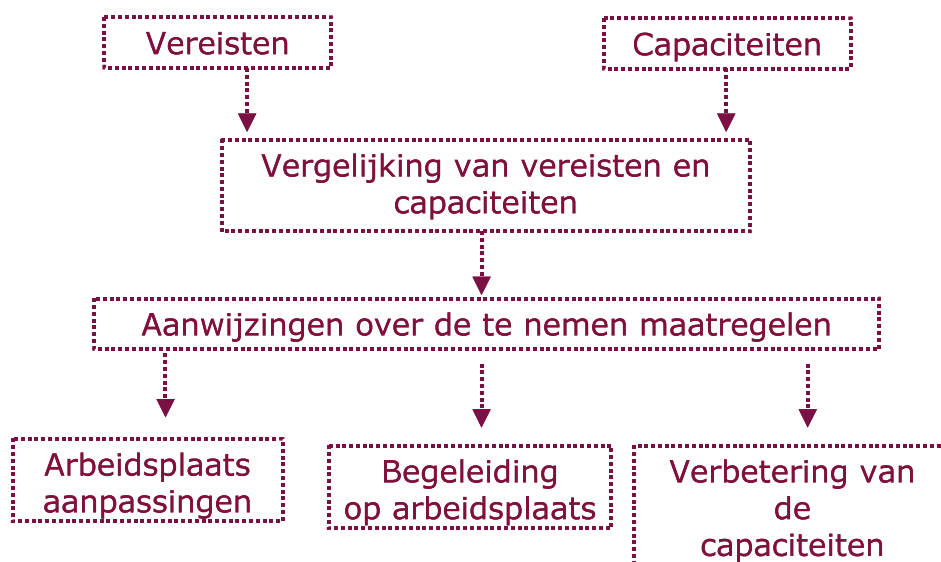 Vereisten
Capaciteiten
Vergelijking van vereisten en
capaciteiten
Aanwijzingen over de te nemen maatregelen
Arbeidsplaats
aanpassingen
Begeleiding
op arbeidsplaats
Verbetering van
de
capaciteiten